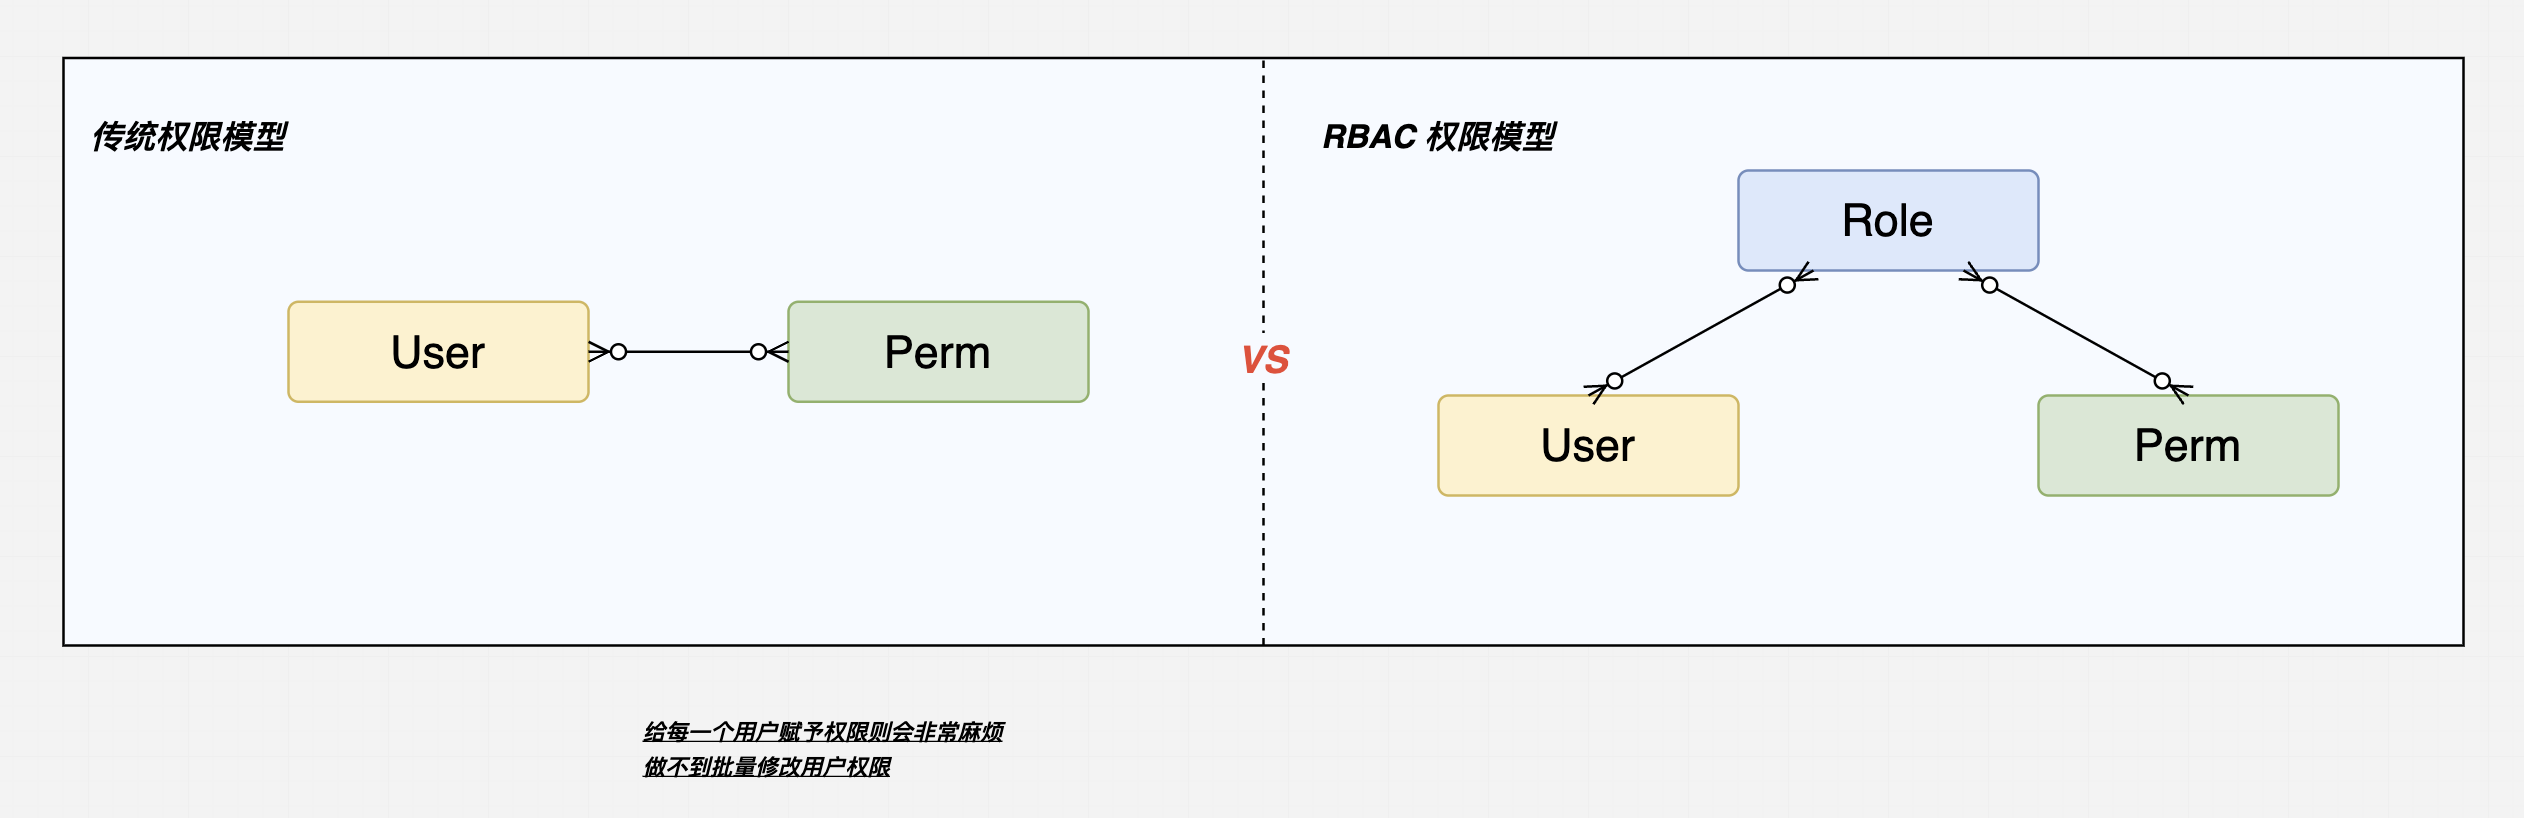 传统权限模型
User
Perm
VS
RBAC 权限模型
Role
User
Perm
给每一个用户赋予权限则会非常麻烦
做不到批量修改用户权限